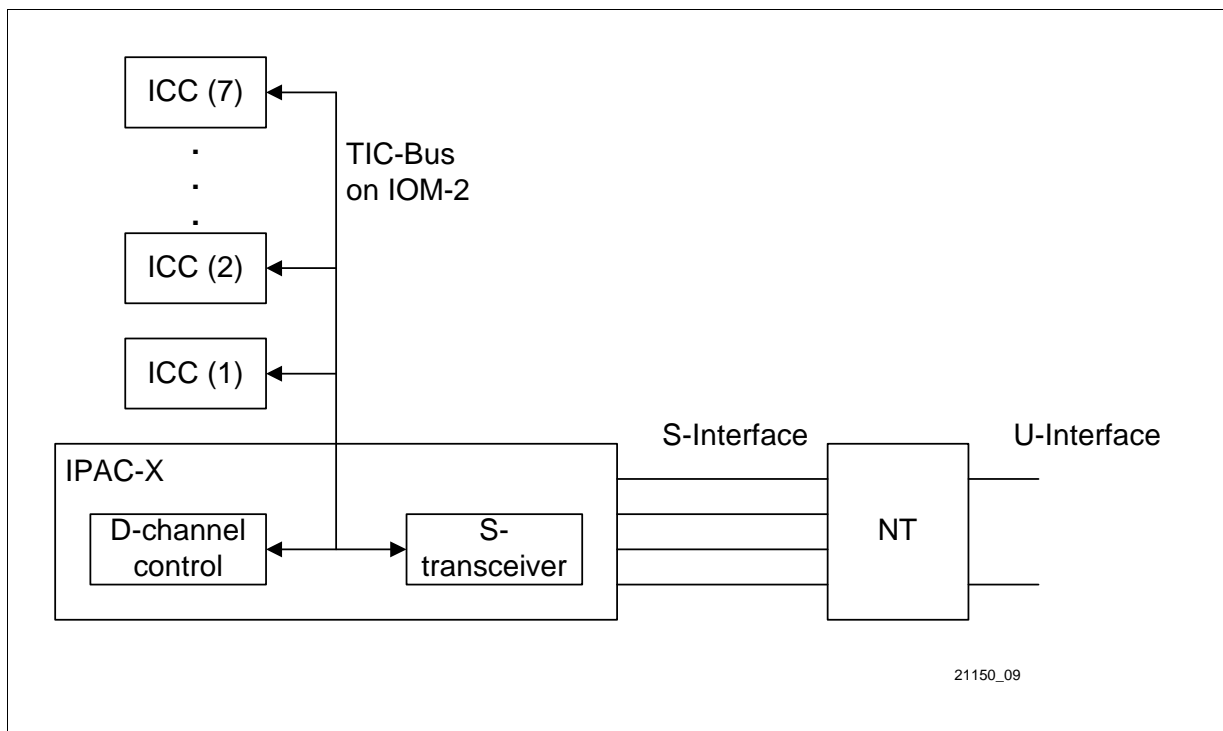 ICC (7)
.
.
.
TIC-Bus
on IOM-2
ICC (2)
ICC (1)
S-Interface
U-Interface
IPAC-X
D-channel
control
S-
transceiver
NT
21150_09